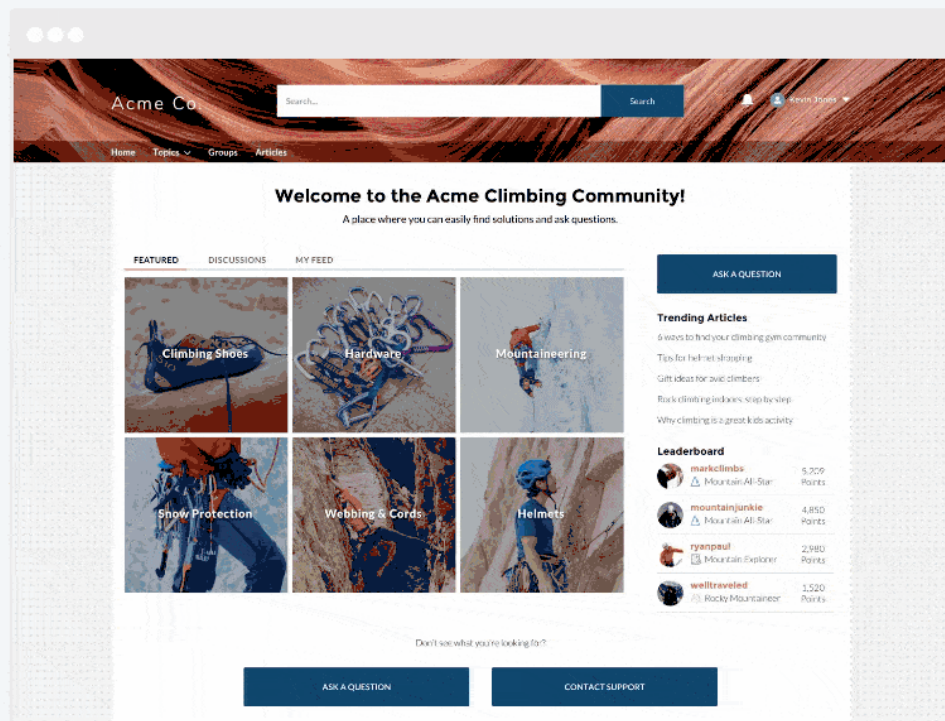 Acme Co.
Search...
Search
Kevin Jones
Home Topics Groups Articles
Welcome to the Acme Climbing Community!
A place where you can easily find solutions and ask questions.
FEATURED DISCUSSIONS MY FEED
Climbing Shoes
Hardware
Mountaineering
Snow Protection
Webbing & Cords
Helmets
ASK A QUESTION
Trending Articles
6 ways to find your climbing gym community
Tips for helmet shopping
Gift ideas for avid climbers
Rock climbing indoors: step by step
Why climbing is a great kids activity
Leaderboard
markclimbs 5,209
Mountain All-Star Points
mountainjunkie 4,850
Mountain All-Star Points
ryanpaul 2,980
Mountain Explorer Points
welltraveled 1,520
Rocky Mountaineer Points
Don't see what you're looking for?
ASK A QUESTION
CONTACT SUPPORT